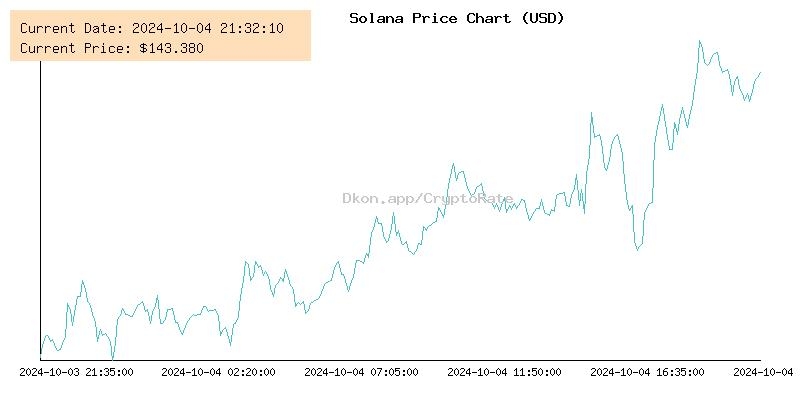 Solana Price Chart (USD)
Current Date: 2024-10-04 21:32:10
Current Price: $143.380
Dkon.app/CryptoRate
2024-10-03 21:35:00 2024-10-04 02:20:00 2024-10-04 07:05:00 2024-10-04 11:50:00 2024-10-04 16:35:00 2024-10-04